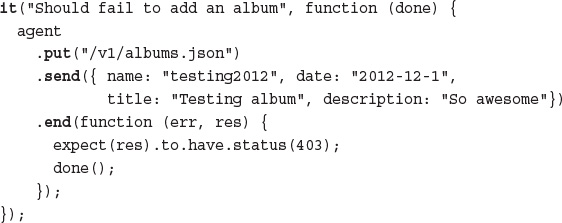 it("Should fail to add an album", function (done) {
  agent
    .put("/v1/albums.json")
    .send({ name: "testing2012", date: "2012-12-1",
            title: "Testing album", description: "So awesome"})
    .end(function (err, res) {
      expect(res).to.have.status(403);
      done();
    });
});